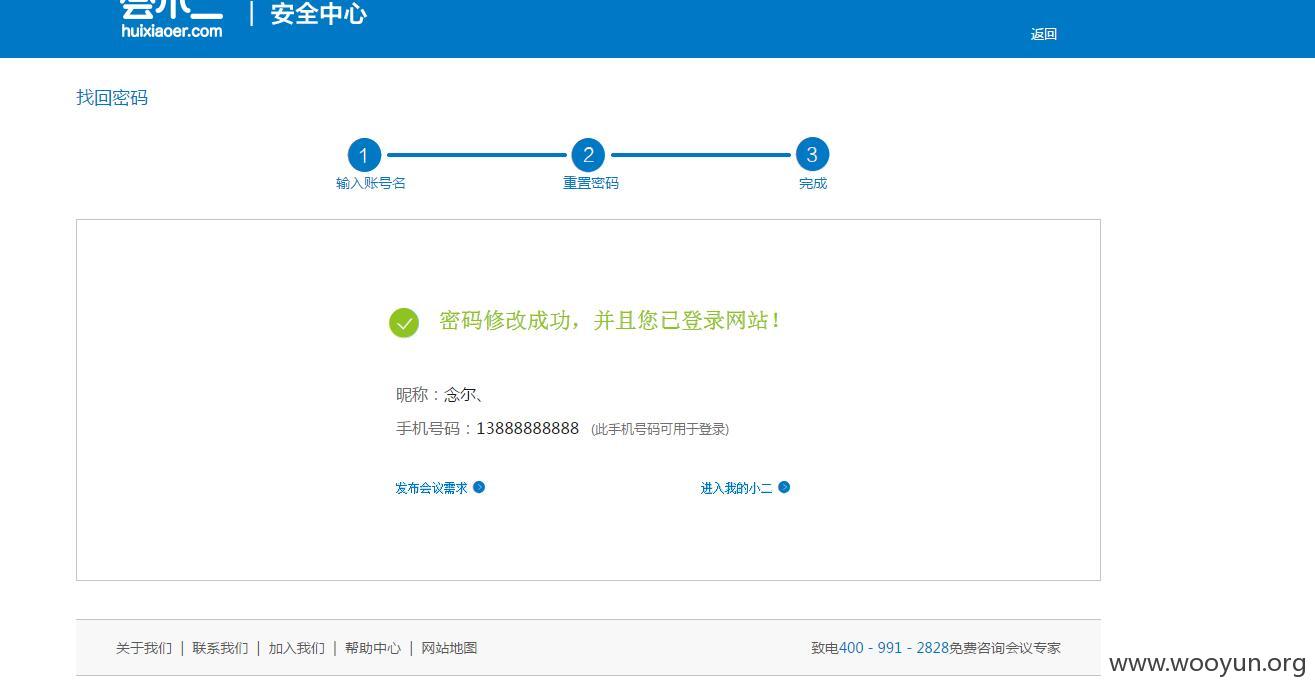 会小二 | 安全中心
huixiaoer.com
返回
找回密码
1 2 3
输入账号名 重置密码 完成
密码修改成功，并且您已登录网站！
昵称：念尔、
手机号码：13888888888 (此手机号码可用于登录)
发布会议需求 进入我的小二
关于我们 | 联系我们 | 加入我们 | 帮助中心 | 网站地图 致电400 - 991 - 2828免费咨询会议专家
www.wooyun.org